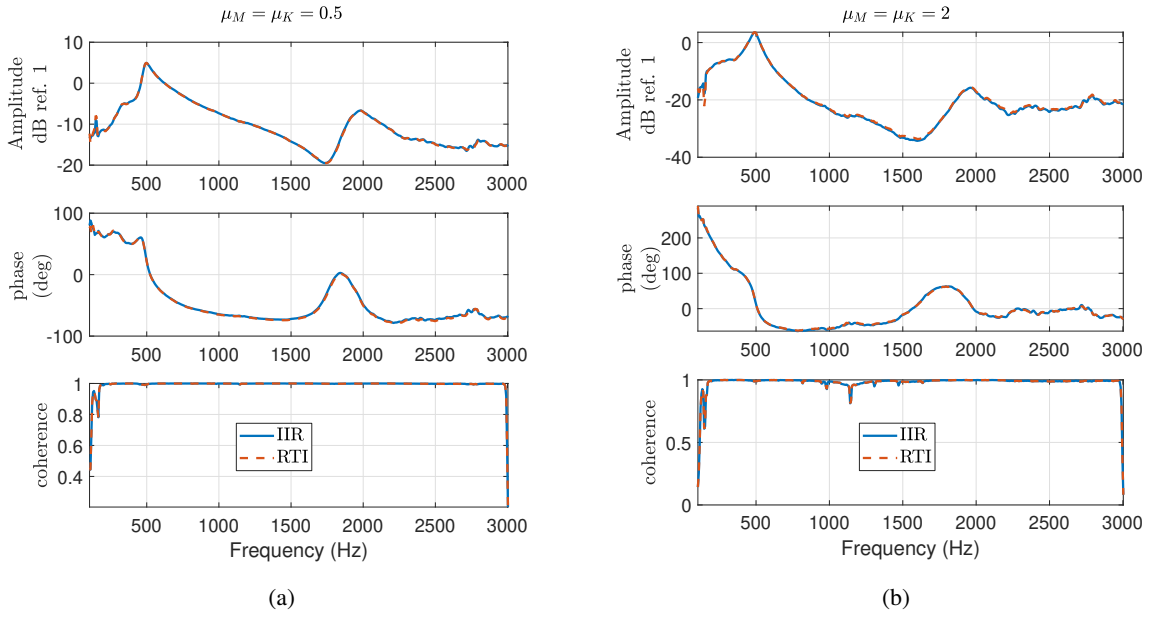 μ_M = μ_K = 0.5
Amplitude
dB ref. 1
10
0
-10
-20
500 1000 1500 2000 2500 3000
phase
(deg)
100
0
-100
500 1000 1500 2000 2500 3000
coherence
1
0.8
0.6
0.4
IIR
RTI
500 1000 1500 2000 2500 3000
Frequency (Hz)
(a)
μ_M = μ_K = 2
Amplitude
dB ref. 1
0
-20
-40
500 1000 1500 2000 2500 3000
phase
(deg)
200
100
0
500 1000 1500 2000 2500 3000
coherence
1
0.5
0
IIR
RTI
500 1000 1500 2000 2500 3000
Frequency (Hz)
(b)